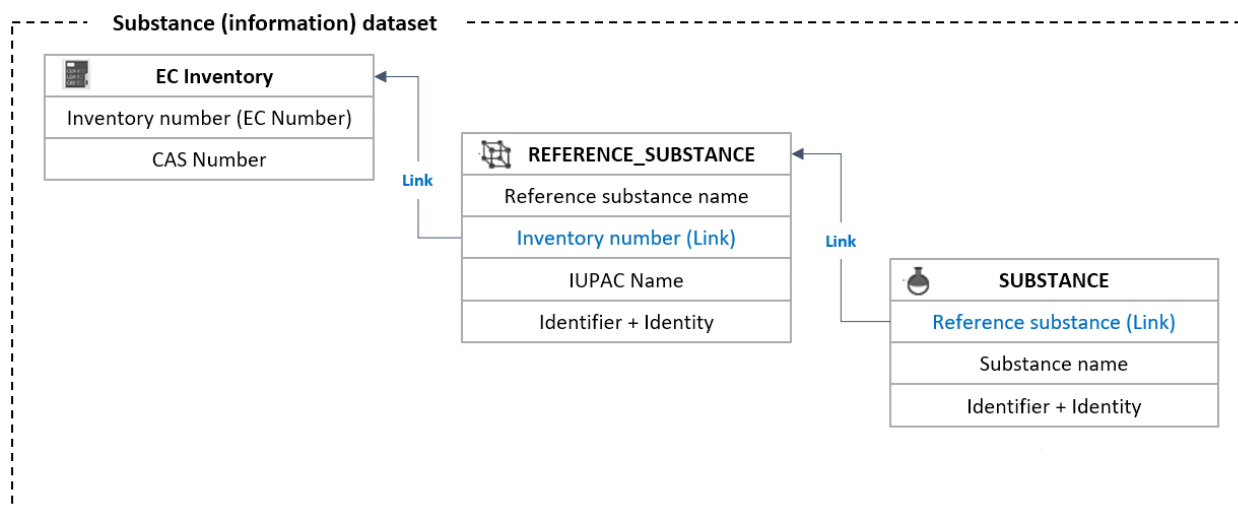 Substance (information) dataset
EC Inventory
Inventory number (EC Number)
CAS Number
Link
REFERENCE_SUBSTANCE
Reference substance name
Inventory number (Link)
IUPAC Name
Identifier + Identity
Link
SUBSTANCE
Reference substance (Link)
Substance name
Identifier + Identity